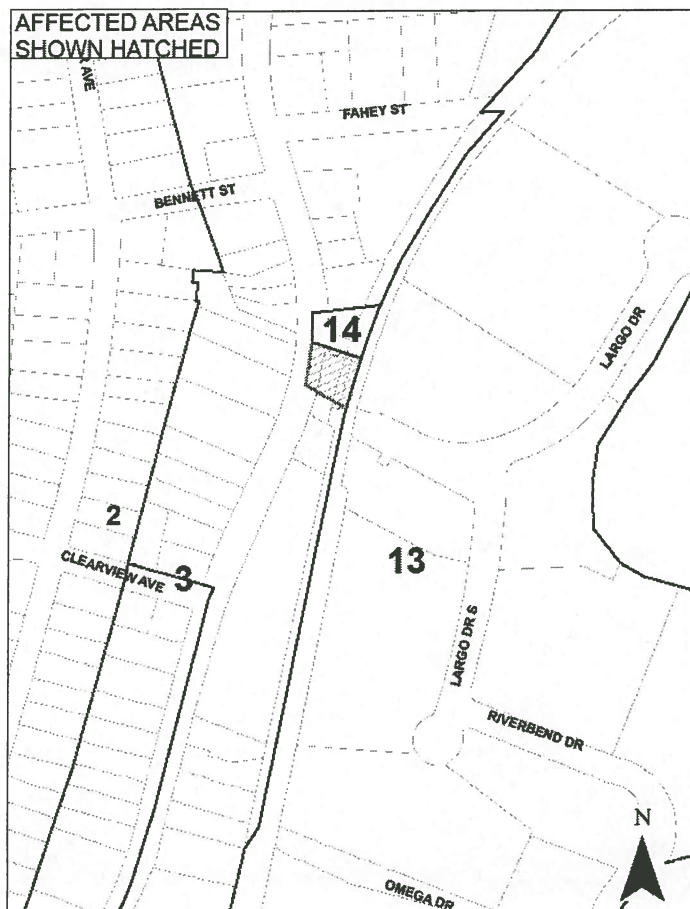 AFFECTED AREAS
SHOWN HATCHED
AVE
FAHEY ST
BENNETT ST
14
LARGO DR
2
CLEARVIEW AVE
3
13
LARGO DR S
RIVERBEND DR
N
OMEGA DR